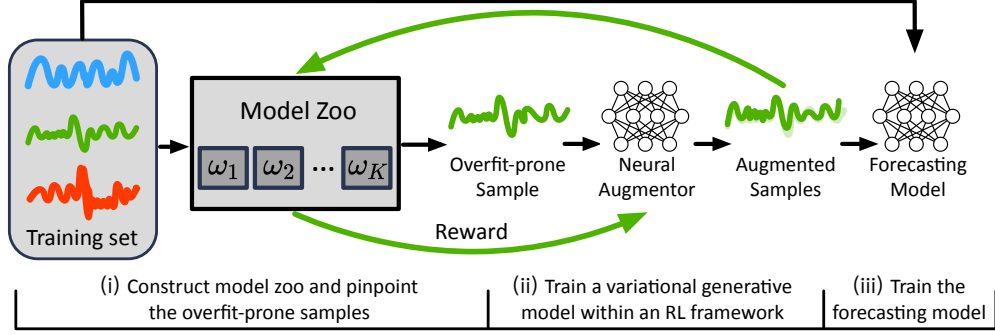 Training set
Model Zoo
ω1 ω2 ... ωK
Overfit-prone
Sample
Neural
Augmentor
Augmented
Samples
Forecasting
Model
Reward
(i) Construct model zoo and pinpoint
the overfit-prone samples
(ii) Train a variational generative
model within an RL framework
(iii) Train the
forecasting model